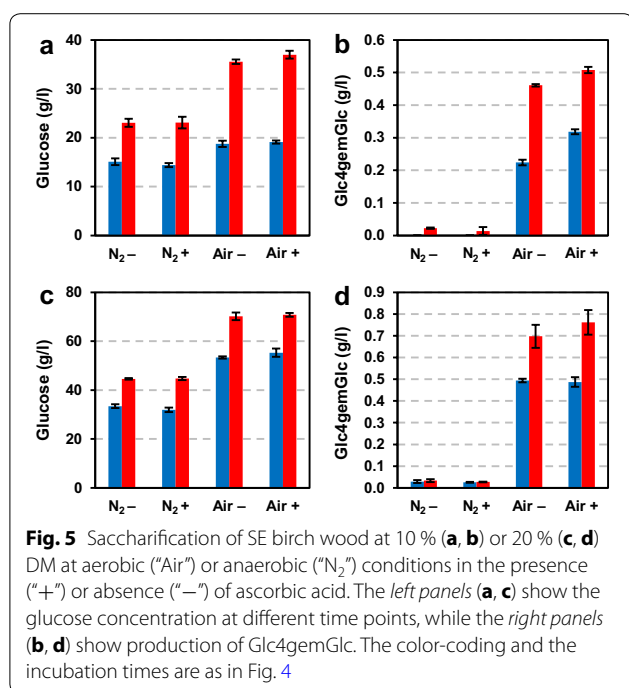 a
Glucose (g/l)
40
30
20
10
0
N₂ – N₂ + Air – Air +
b
Glc4gemGlc (g/l)
0.6
0.5
0.4
0.3
0.2
0.1
0.0
N₂ – N₂ + Air – Air +
c
Glucose (g/l)
80
60
40
20
0
N₂ – N₂ + Air – Air +
d
Glc4gemGlc (g/l)
0.9
0.8
0.7
0.6
0.5
0.4
0.3
0.2
0.1
0.0
N₂ – N₂ + Air – Air +
Fig. 5 Saccharification of SE birch wood at 10 % (a, b) or 20 % (c, d)
DM at aerobic (“Air”) or anaerobic (“N₂”) conditions in the presence
(“+”) or absence (“−”) of ascorbic acid. The left panels (a, c) show the
glucose concentration at different time points, while the right panels
(b, d) show production of Glc4gemGlc. The color-coding and the
incubation times are as in Fig. 4